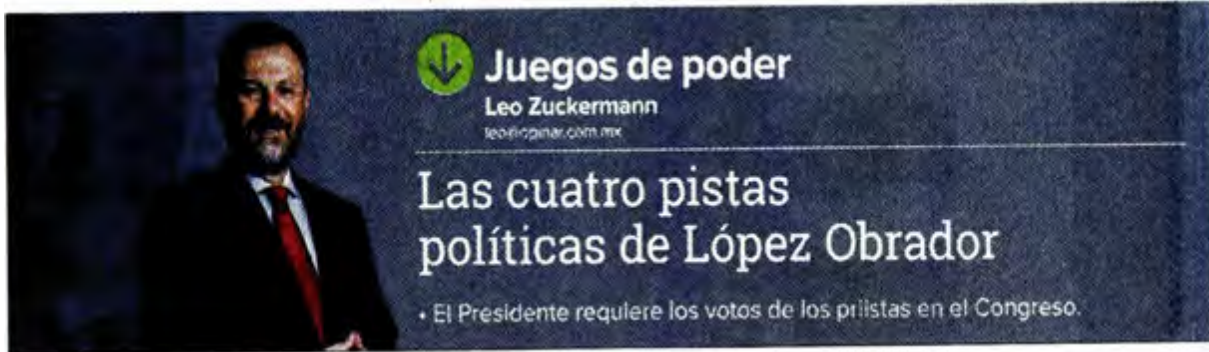 Juegos de poder
Leo Zuckermann
Las cuatro pistas
políticas de López Obrador
• El Presidente requiere los votos de los priistas en el Congreso.